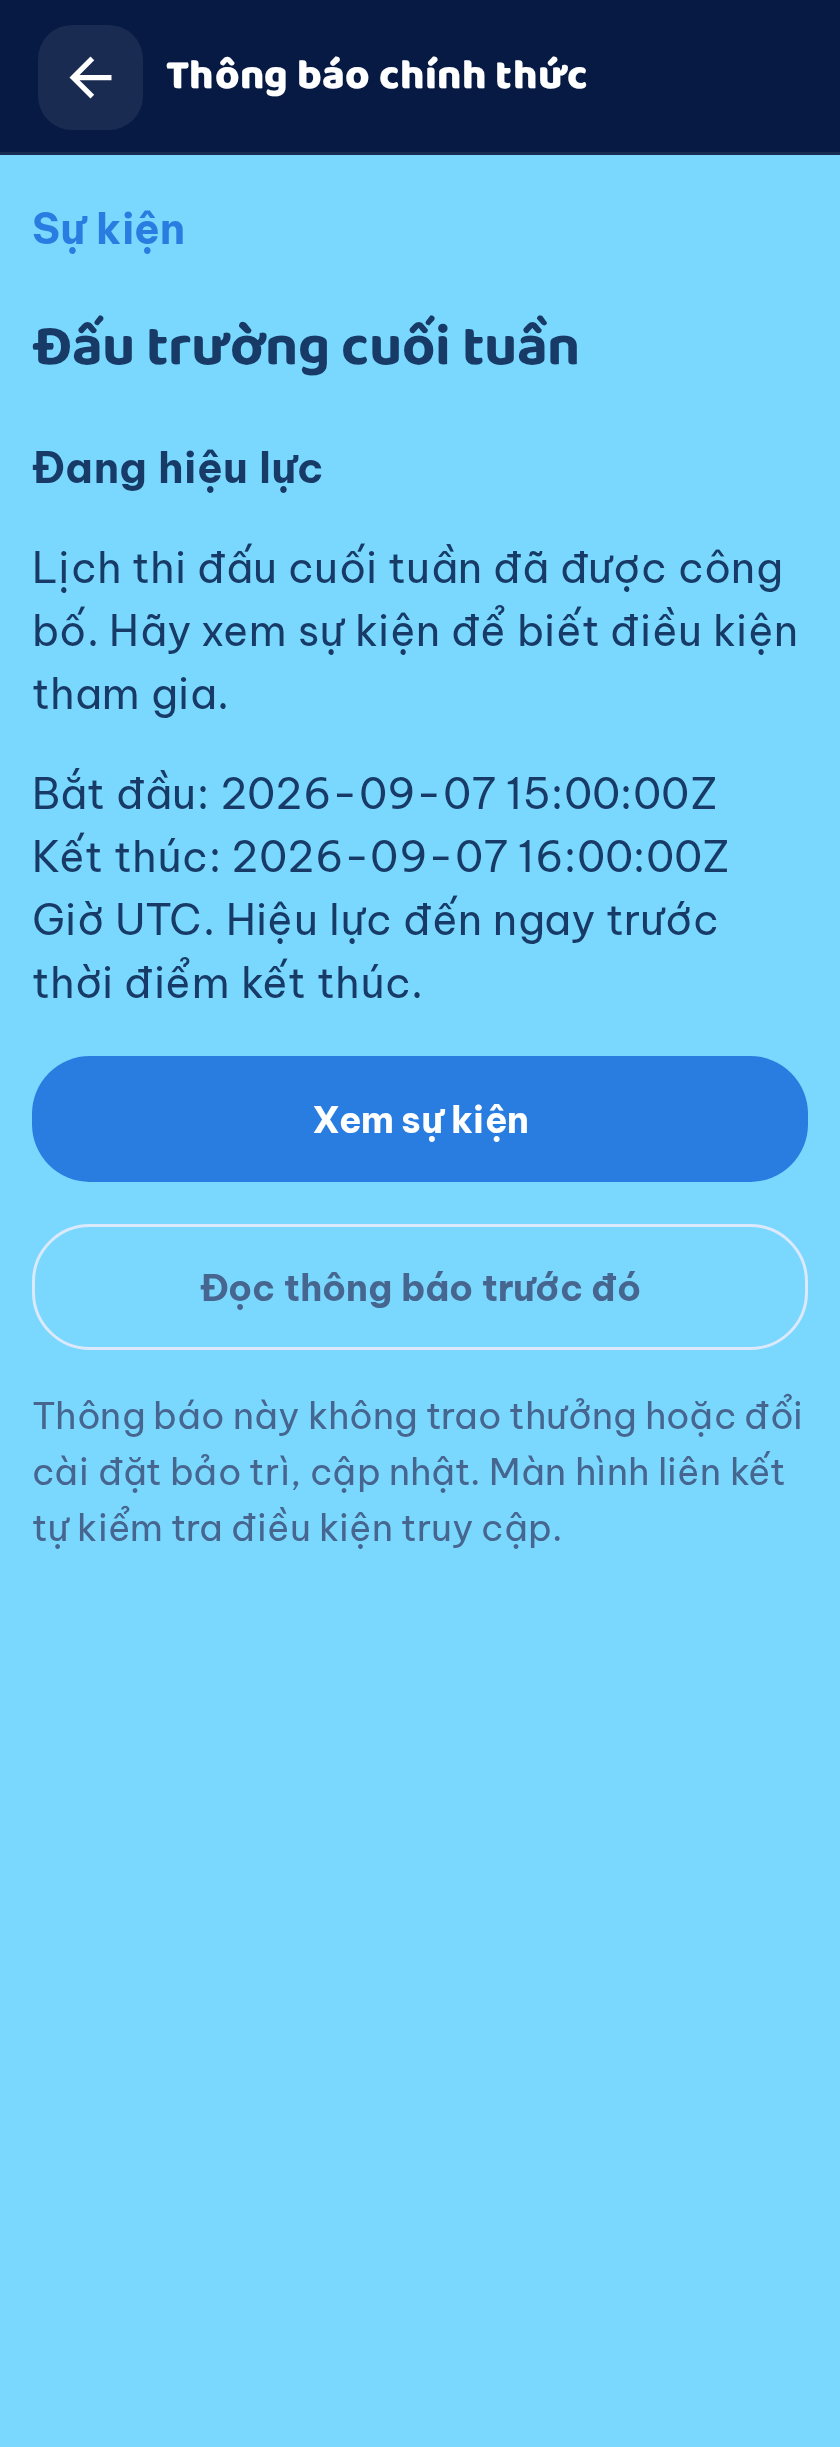 Thông báo chính thức
Sự kiện
Đấu trường cuối tuần
Đang hiệu lực
Lịch thi đấu cuối tuần đã được công
bố. Hãy xem sự kiện để biết điều kiện
tham gia.
Bắt đầu: 2026-09-07 15:00:00Z
Kết thúc: 2026-09-07 16:00:00Z
Giờ UTC. Hiệu lực đến ngay trước
thời điểm kết thúc.
Xem sự kiện
Đọc thông báo trước đó
Thông báo này không trao thưởng hoặc đổi
cài đặt bảo trì, cập nhật. Màn hình liên kết
tự kiểm tra điều kiện truy cập.